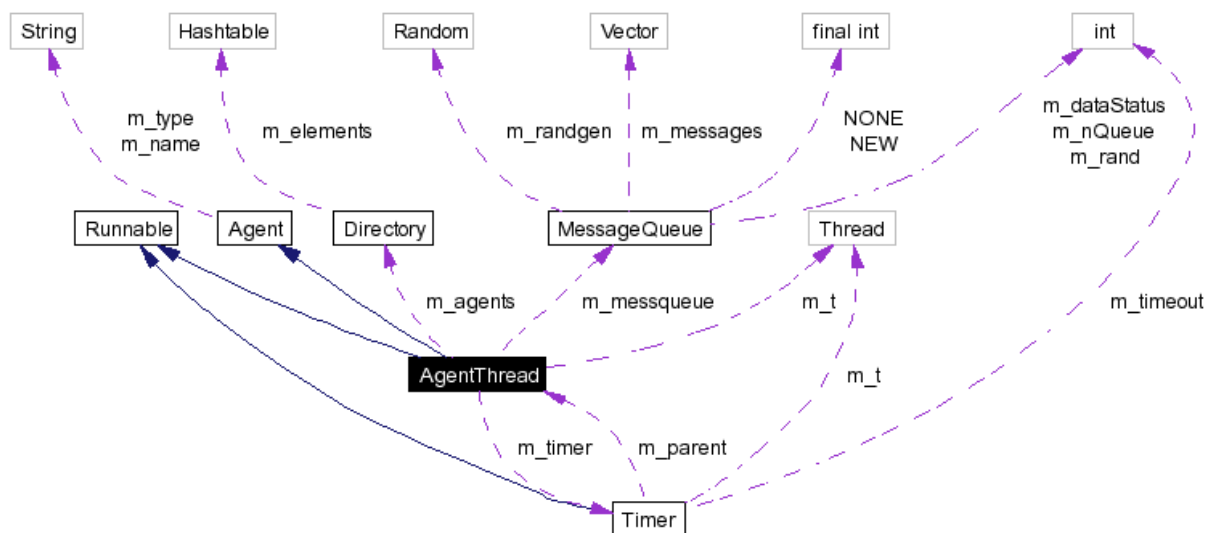 String
Hashtable
Random
Vector
final int
int
m_type
m_name
m_elements
m_randgen
m_messages
NONE
NEW
m_dataStatus
m_nQueue
m_rand
Runnable
Agent
Directory
MessageQueue
Thread
m_agents
m_messqueue
m_t
m_timeout
AgentThread
m_t
m_timer
m_parent
Timer